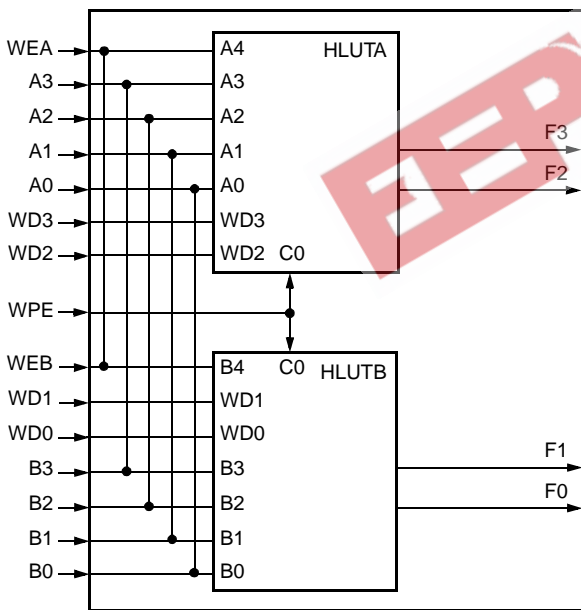 WEA A4 HLUTA
A3 A3
A2 A2 F3
A1 A1
A0 A0 F2
WD3 WD3
WD2 WD2 C0
WPE
WEB B4 C0 HLUTB
WD1 WD1
WD0 WD0
B3 B3 F1
B2 B2 F0
B1 B1
B0 B0